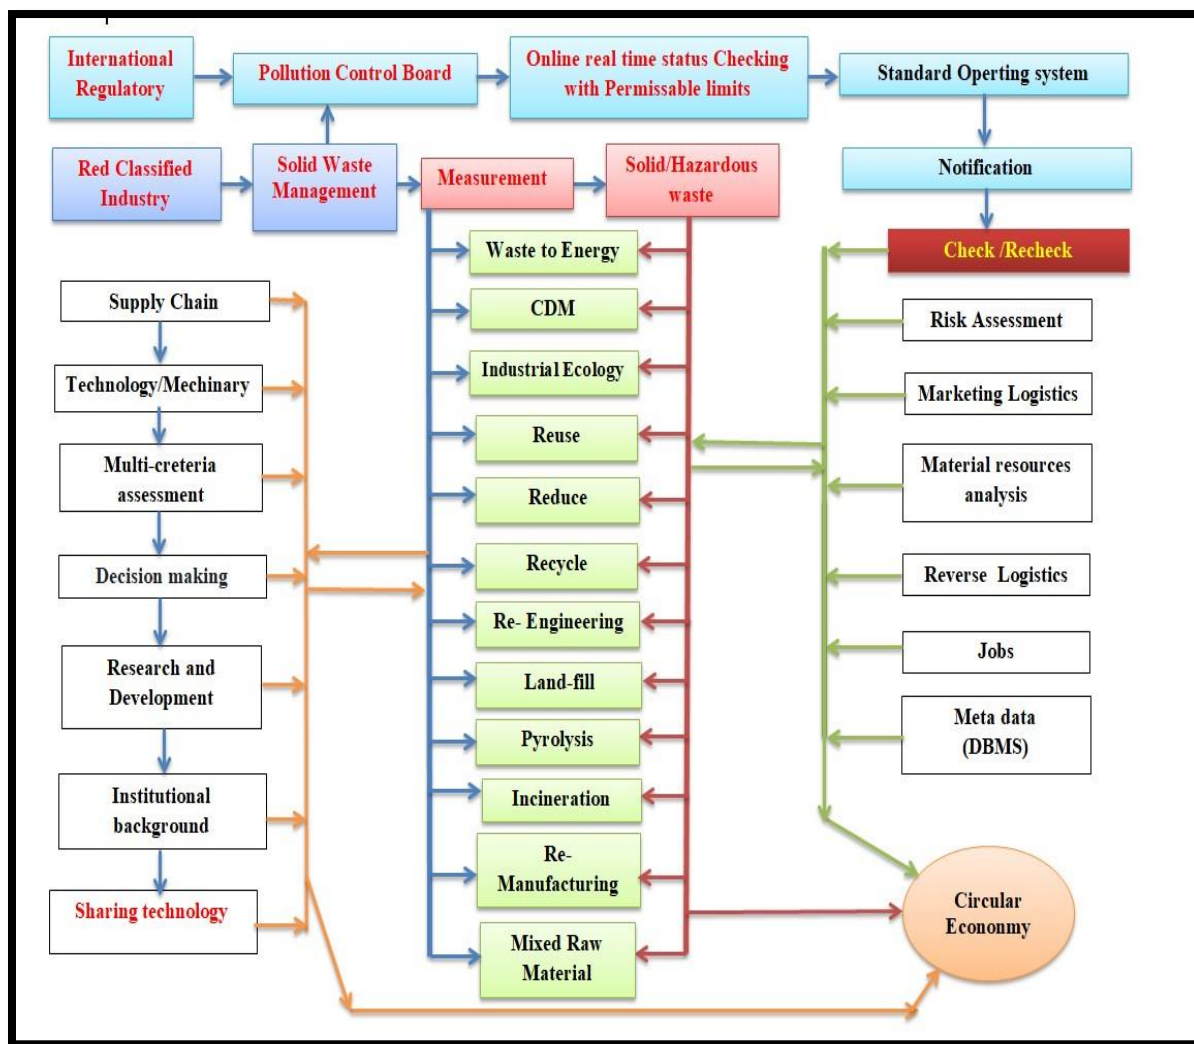 International
Regulatory
Pollution Control Board
Online real time status Checking
with Permissable limits
Standard Operting system
Red Classified
Industry
Solid Waste
Management
Measurement
Solid/Hazardous
waste
Notification
Check /Recheck
Supply Chain
Technology/Mechinary
Multi-creteria
assessment
Decision making
Research and
Development
Institutional
background
Sharing technology
Waste to Energy
CDM
Industrial Ecology
Reuse
Reduce
Recycle
Re- Engineering
Land-fill
Pyrolysis
Incineration
Re-
Manufacturing
Mixed Raw
Material
Risk Assessment
Marketing Logistics
Material resources
analysis
Reverse Logistics
Jobs
Meta data
(DBMS)
Circular
Econonmy